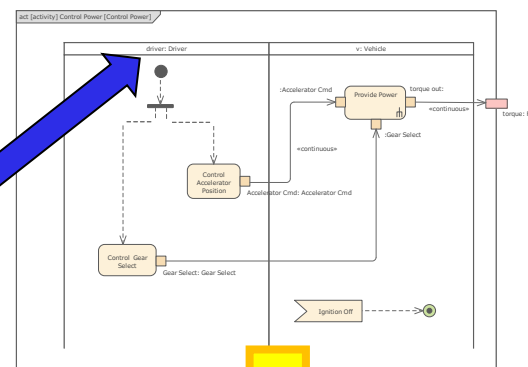 act [activity] Control Power [Control Power]
driver: Driver
v: Vehicle
:Accelerator Cmd
Provide Power
torque out:
«continuous»
torque:
:Gear Select
«continuous»
Control
Accelerator
Position
Accelerator Cmd: Accelerator Cmd
Control Gear
Select
Gear Select: Gear Select
Ignition Off